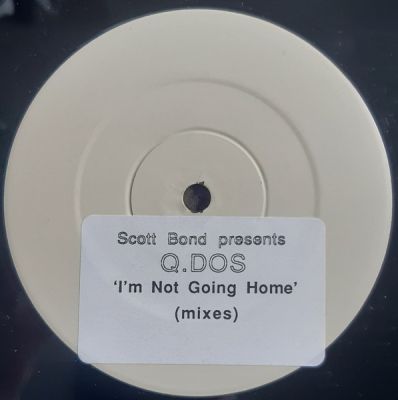 Scott Bond presents
Q.DOS
'I'm Not Going Home'
(mixes)